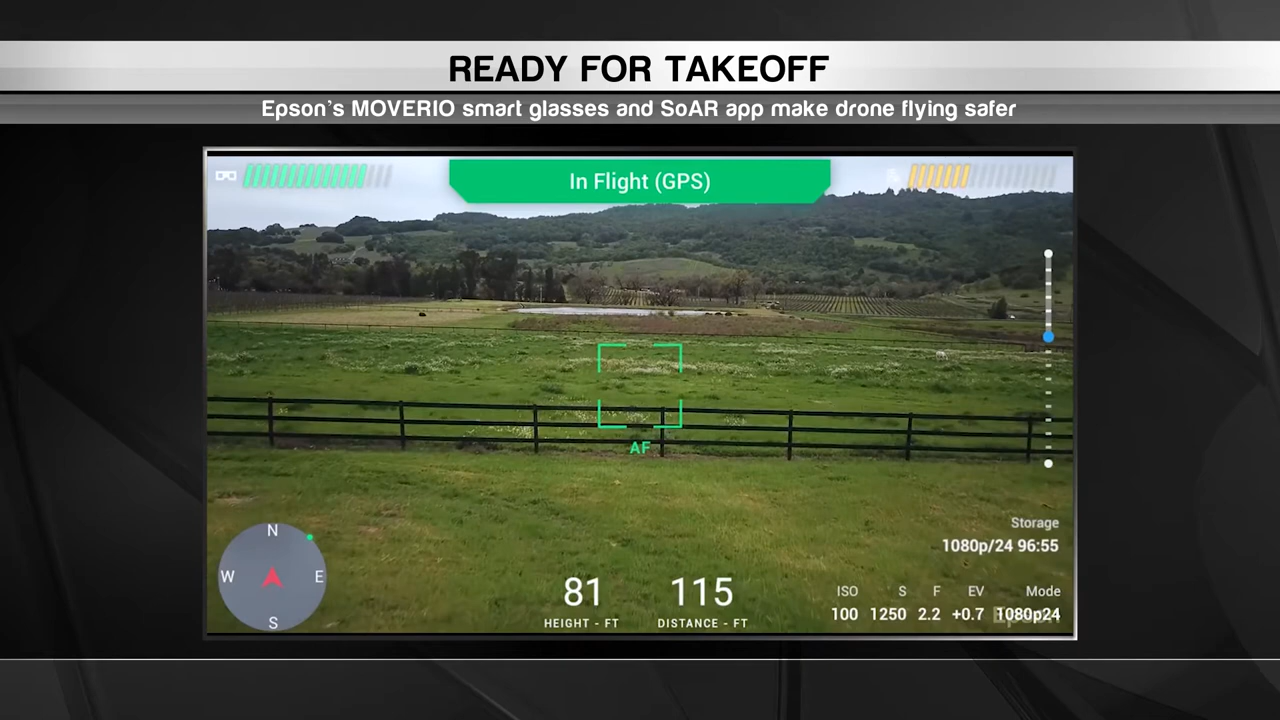 READY FOR TAKEOFF
Epson's MOVERIO smart glasses and SoAR app make drone flying safer
In Flight (GPS)
AF
Storage
1080p/24 96:55
N
W E
S
81 115
HEIGHT - FT DISTANCE - FT
ISO S F EV Mode
100 1250 2.2 +0.7 1080p24
Epson